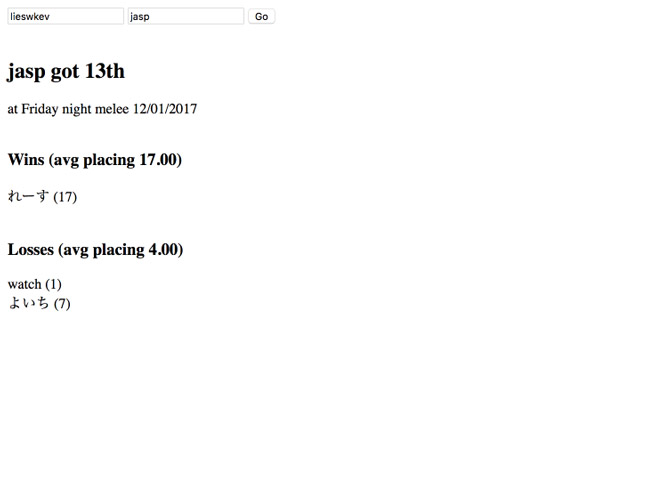 lieswkev jasp Go
jasp got 13th
at Friday night melee 12/01/2017
Wins (avg placing 17.00)
れーす (17)
Losses (avg placing 4.00)
watch (1)
よいち (7)